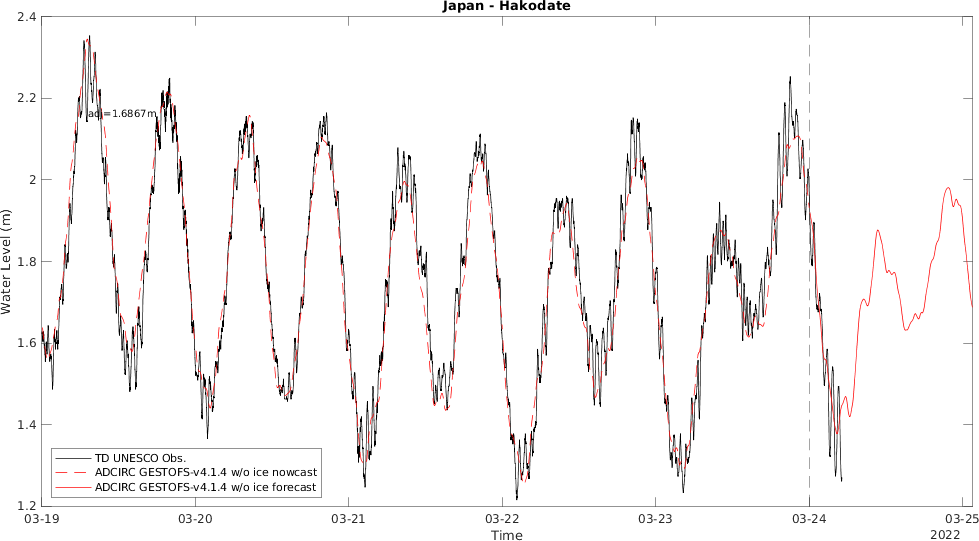 Japan - Hakodate
2.4
2.2
2
1.8
1.6
1.4
1.2
Water Level (m)
adj=1.6867m
TD UNESCO Obs.
ADCIRC GESTOFS-v4.1.4 w/o ice nowcast
ADCIRC GESTOFS-v4.1.4 w/o ice forecast
03-19
03-20
03-21
03-22
03-23
03-24
03-25
Time
2022